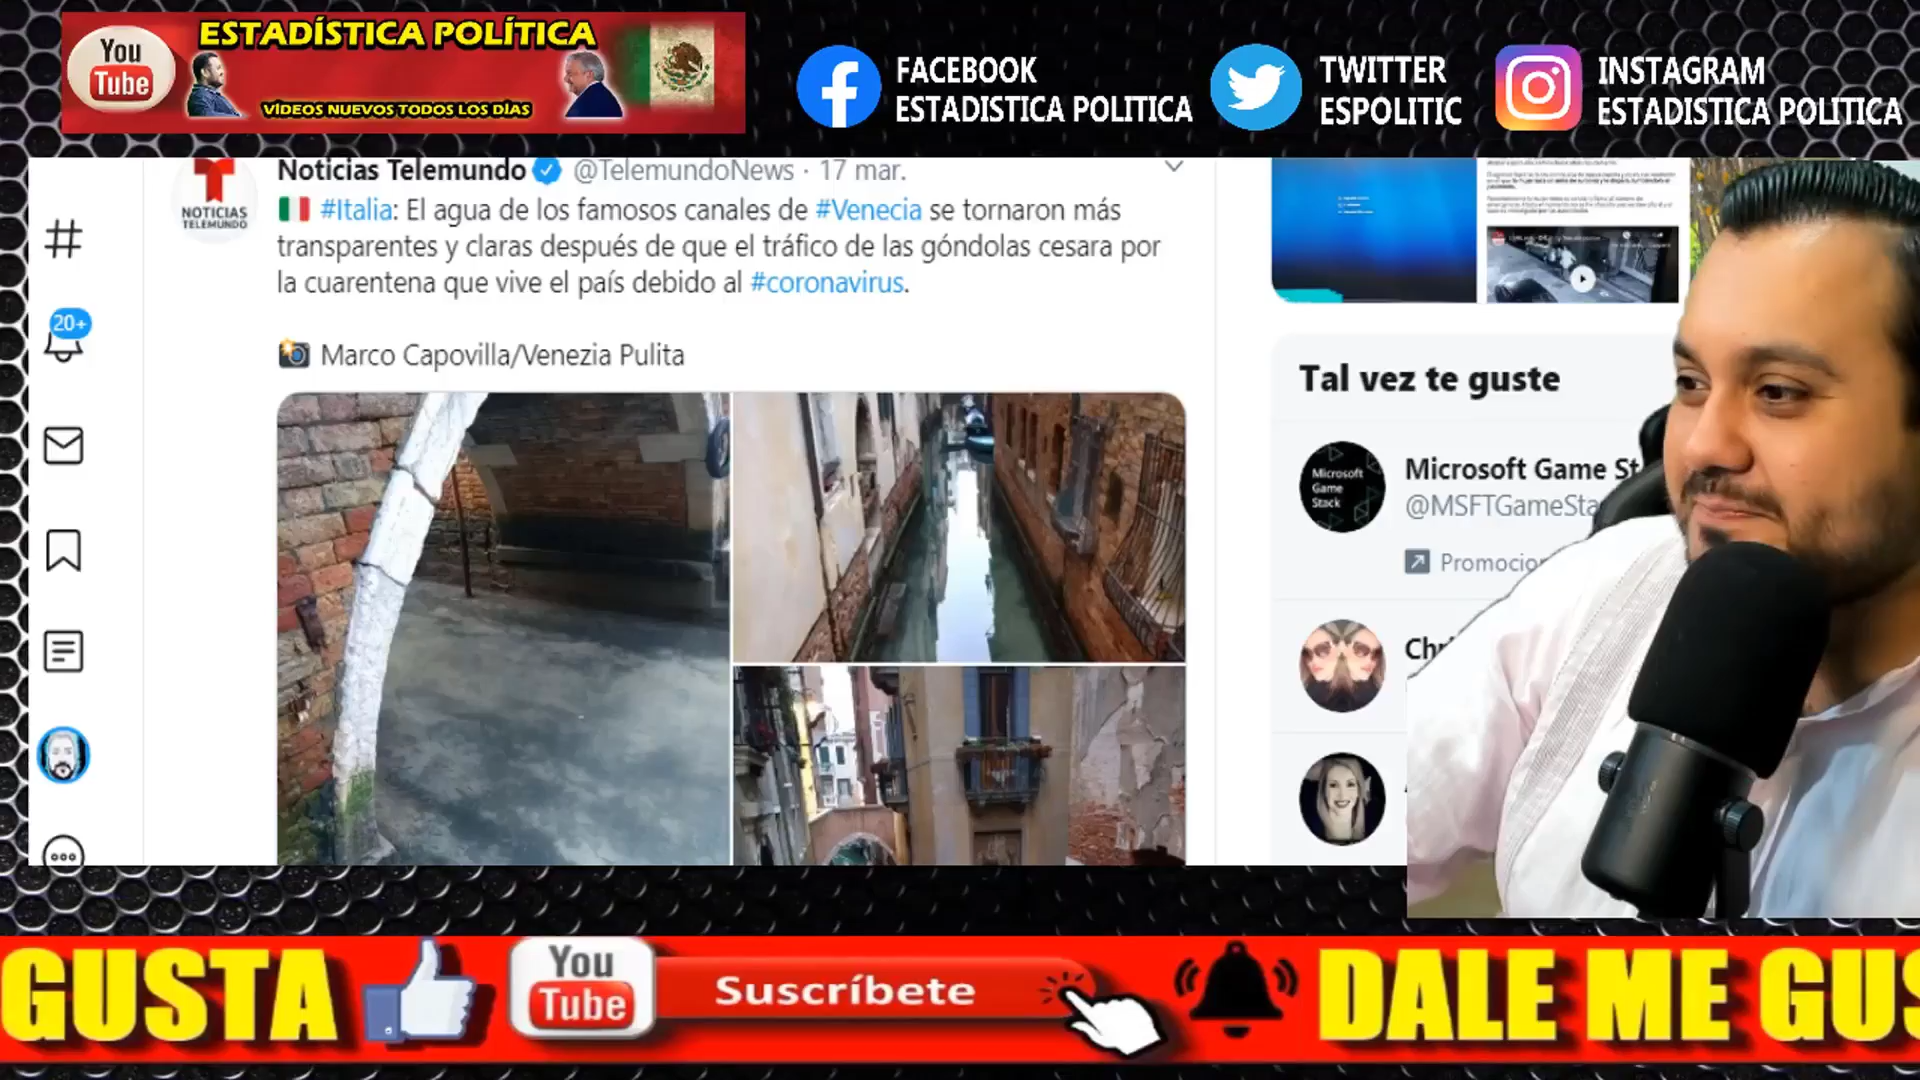 You
Tube
ESTADÍSTICA POLÍTICA
VÍDEOS NUEVOS TODOS LOS DÍAS
FACEBOOK
ESTADISTICA POLITICA
TWITTER
ESPOLITIC
INSTAGRAM
ESTADISTICA POLITICA
NOTICIAS
TELEMUNDO
Noticias Telemundo @TelemundoNews · 17 mar.
#Italia: El agua de los famosos canales de #Venecia se tornaron más
transparentes y claras después de que el tráfico de las góndolas cesara por
la cuarentena que vive el país debido al #coronavirus.
Marco Capovilla/Venezia Pulita
20+
Tal vez te guste
Microsoft
Game
Stack
Microsoft Game St
@MSFTGameSta
Promocio
Chr
GUSTA
You
Tube
Suscríbete
DALE ME GUS